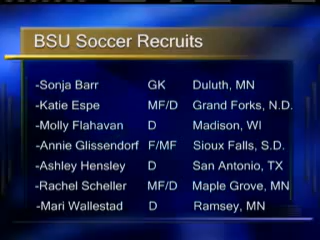 BSU Soccer Recruits
-Sonja Barr GK Duluth, MN
-Katie Espe MF/D Grand Forks, N.D.
-Molly Flahavan D Madison, WI
-Annie Glissendorf F/MF Sioux Falls, S.D.
-Ashley Hensley D San Antonio, TX
-Rachel Scheller MF/D Maple Grove, MN
-Mari Wallestad D Ramsey, MN